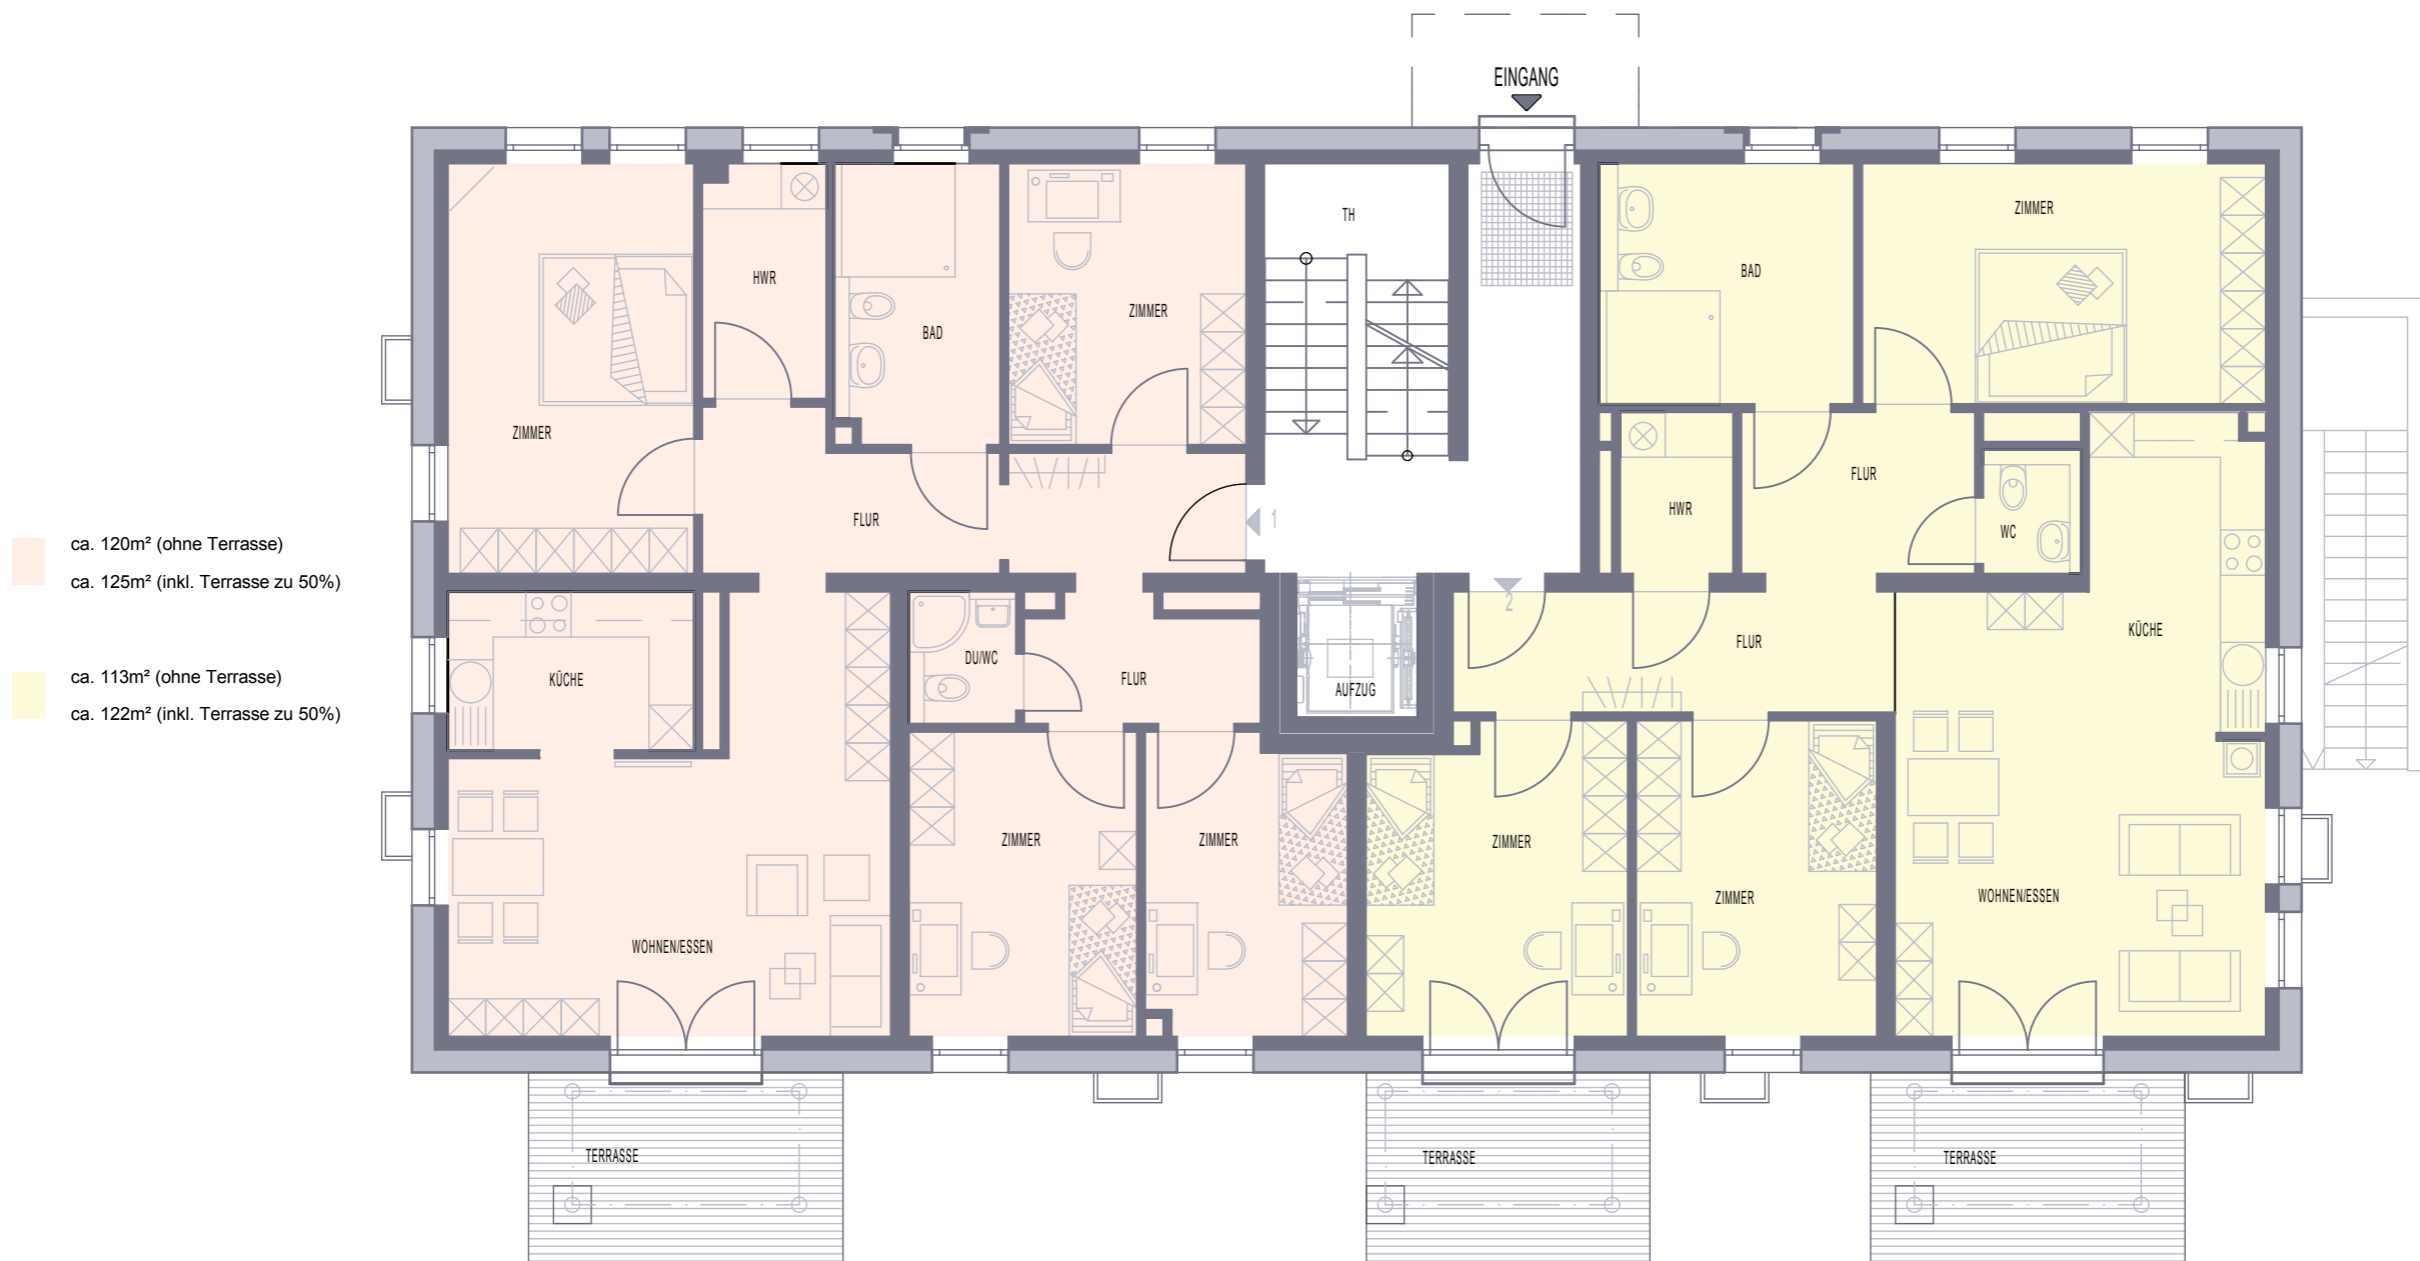 EINGANG
TH
ZIMMER
HWR
BAD
ZIMMER
BAD
ZIMMER
ZIMMER
FLUR
HWR
FLUR
WC
1
ca. 120m² (ohne Terrasse)
ca. 125m² (inkl. Terrasse zu 50%)
2
KÜCHE
DU/WC
FLUR
AUFZUG
FLUR
KÜCHE
ca. 113m² (ohne Terrasse)
ca. 122m² (inkl. Terrasse zu 50%)
ZIMMER
ZIMMER
ZIMMER
ZIMMER
WOHNEN/ESSEN
WOHNEN/ESSEN
TERRASSE
TERRASSE
TERRASSE